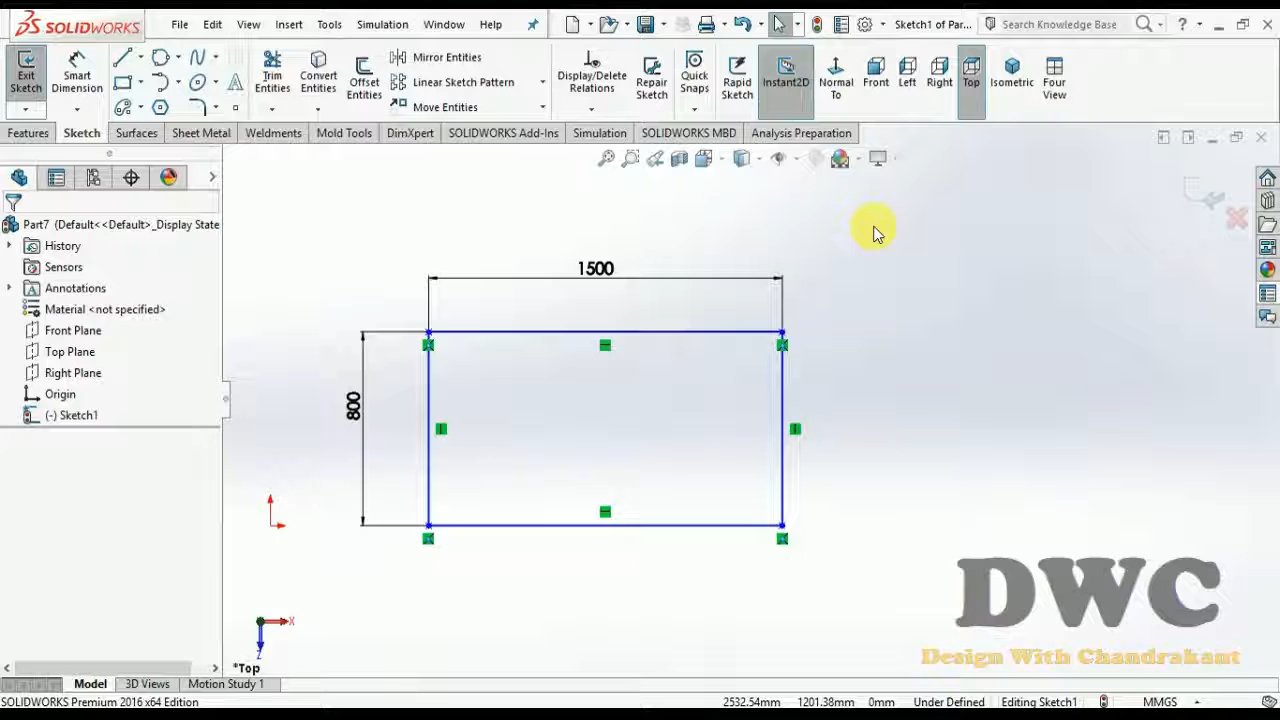 SOLIDWORKS File Edit View Insert Tools Simulation Window Help Sketch1 of Par... Search Knowledge Base
Exit Sketch Smart Dimension Trim Entities Convert Entities Offset Entities Mirror Entities Linear Sketch Pattern Move Entities Display/Delete Relations Repair Sketch Quick Snaps Rapid Sketch Instant2D Normal To Front Left Right Top Isometric Four View
Features Sketch Surfaces Sheet Metal Weldments Mold Tools DimXpert SOLIDWORKS Add-Ins Simulation SOLIDWORKS MBD Analysis Preparation
Part7 (Default<<Default>_Display State
History
Sensors
Annotations
Material <not specified>
Front Plane
Top Plane
Right Plane
Origin
(-) Sketch1
1500
800
X
Z
*Top
DWC
Design With Chandrakant
Model 3D Views Motion Study 1
SOLIDWORKS Premium 2016 x64 Edition 2532.54mm 1201.38mm 0mm Under Defined Editing Sketch1 MMGS